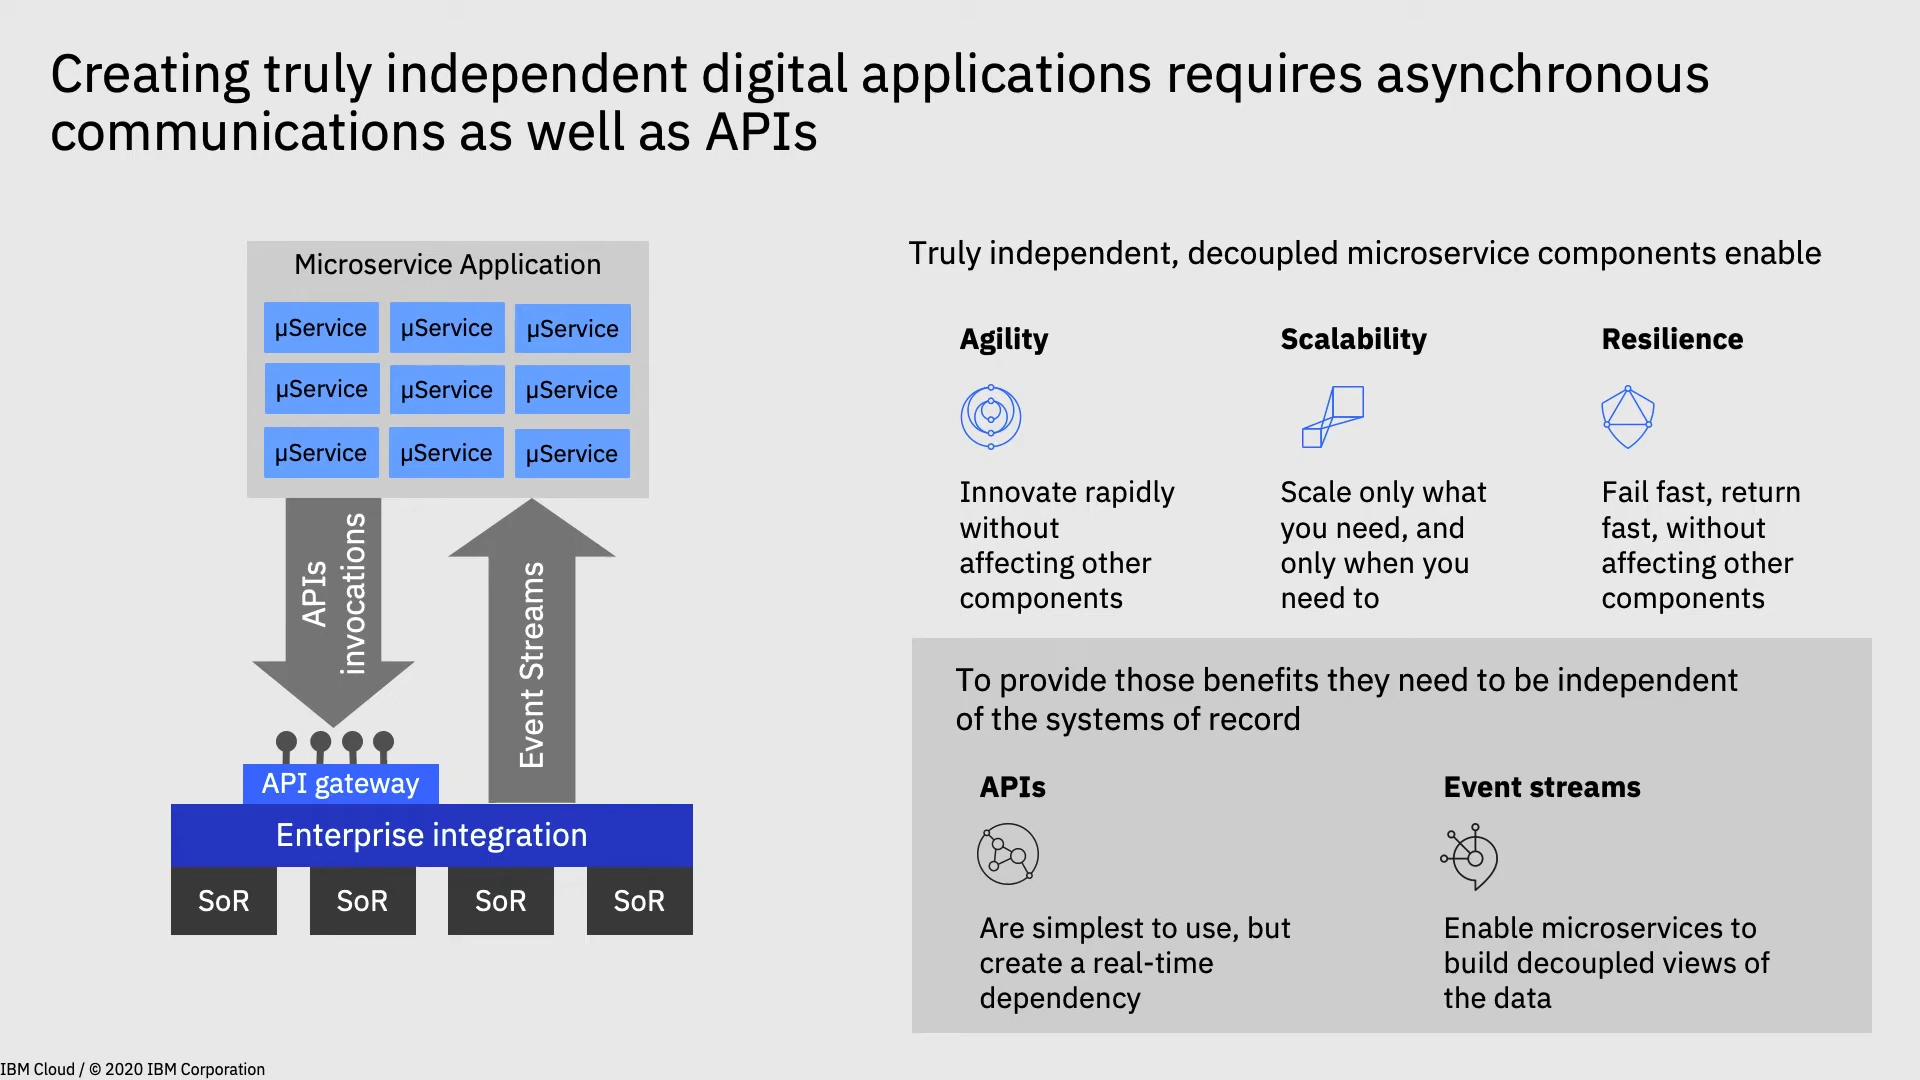 Creating truly independent digital applications requires asynchronous
communications as well as APIs
Microservice Application
µService µService µService
µService µService µService
µService µService µService
APIs
invocations
Event Streams
API gateway
Enterprise integration
SoR SoR SoR SoR
Truly independent, decoupled microservice components enable
Agility
Innovate rapidly
without
affecting other
components
Scalability
Scale only what
you need, and
only when you
need to
Resilience
Fail fast, return
fast, without
affecting other
components
To provide those benefits they need to be independent
of the systems of record
APIs
Are simplest to use, but
create a real-time
dependency
Event streams
Enable microservices to
build decoupled views of
the data
IBM Cloud / © 2020 IBM Corporation